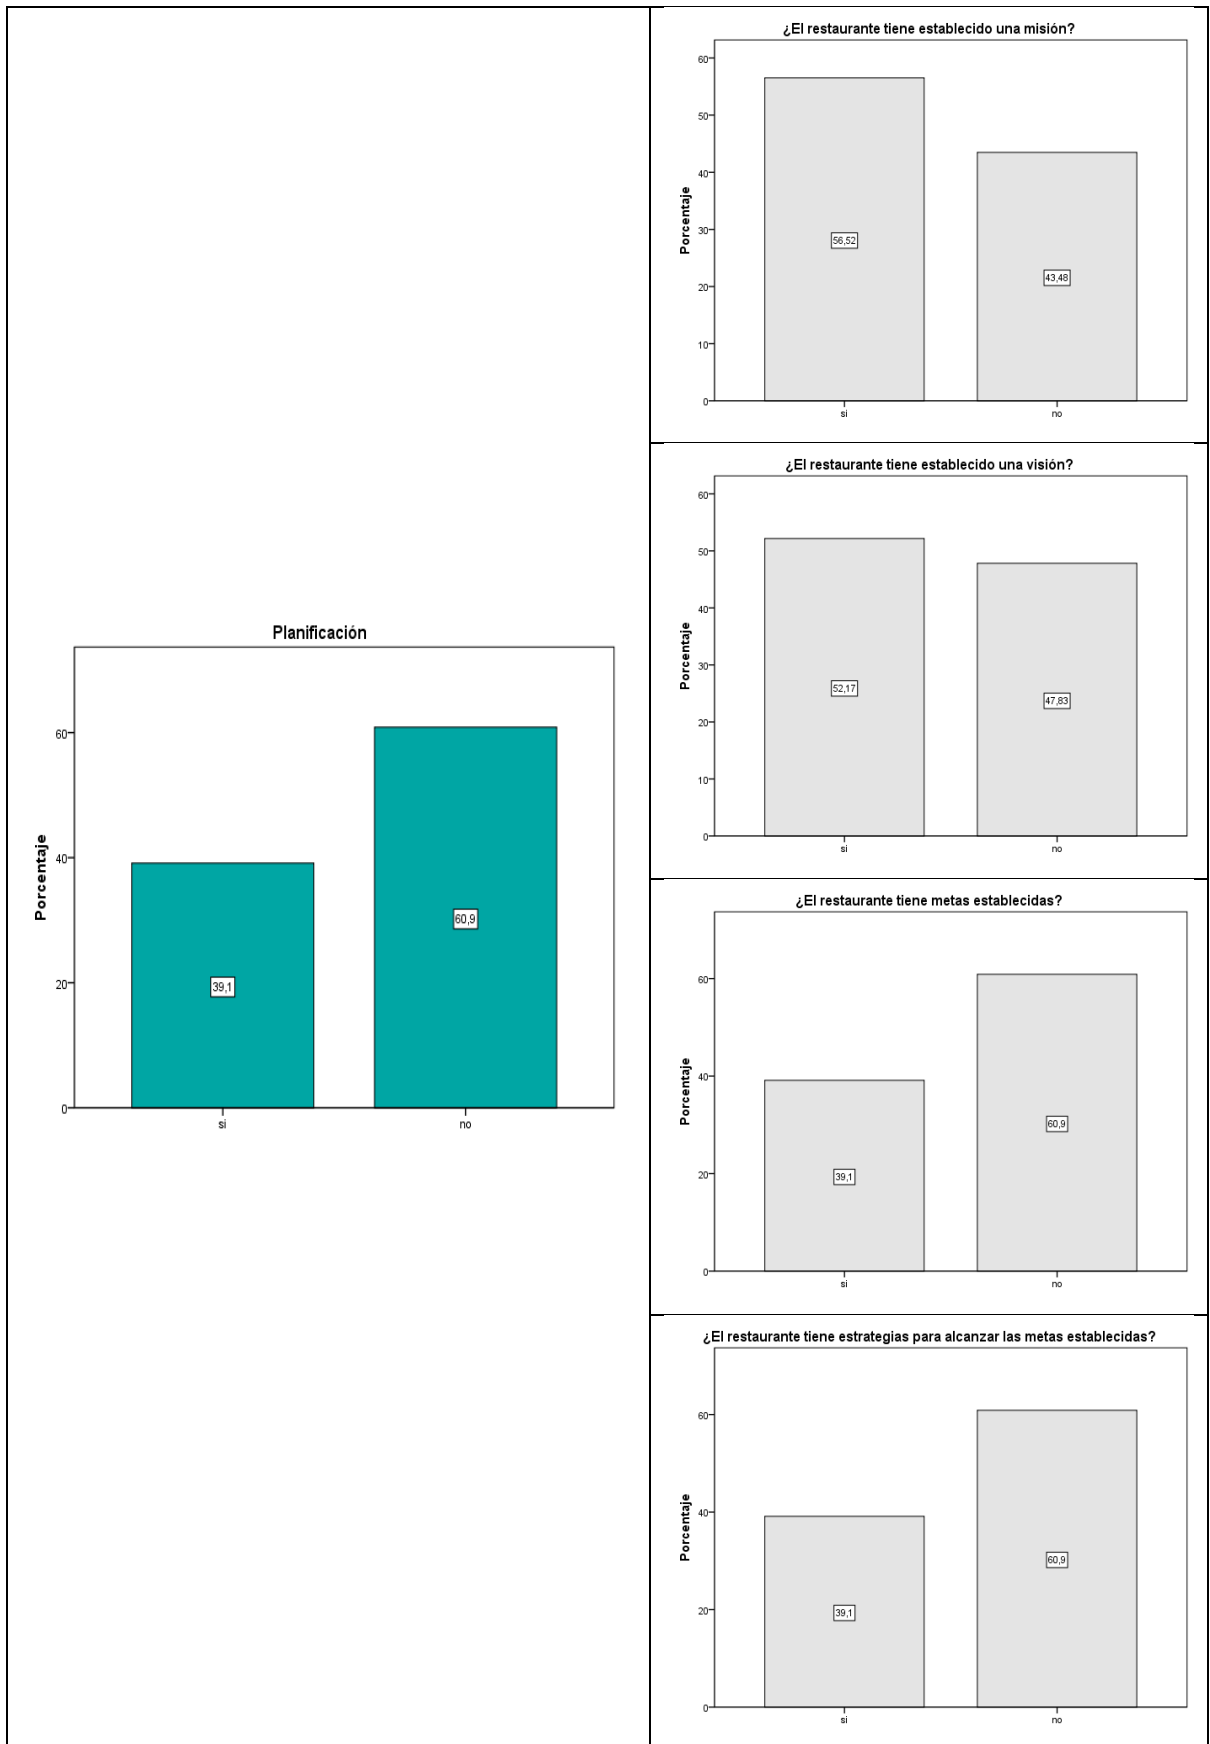 Planificación
Porcentaje
60
40
20
0
39,1
60,9
si
no
¿El restaurante tiene establecido una misión?
Porcentaje
60
50
40
30
20
10
0
56,52
43,48
si
no
¿El restaurante tiene establecido una visión?
Porcentaje
60
50
40
30
20
10
0
52,17
47,83
si
no
¿El restaurante tiene metas establecidas?
Porcentaje
60
40
20
0
39,1
60,9
si
no
¿El restaurante tiene estrategias para alcanzar las metas establecidas?
Porcentaje
60
40
20
0
39,1
60,9
si
no